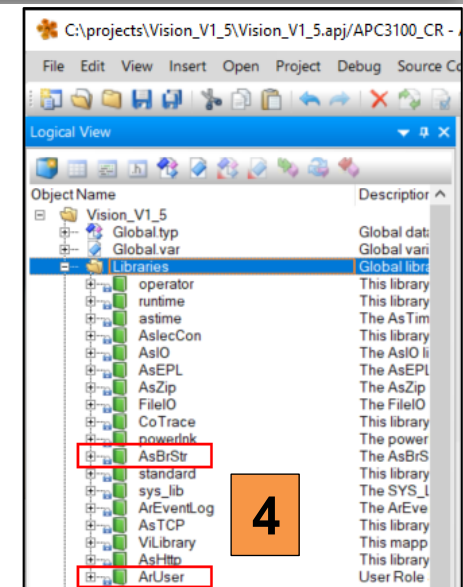 C:\projects\Vision_V1_5\Vision_V1_5.apj/APC3100_CR - A
File Edit View Insert Open Project Debug Source Co
Logical View
Object Name Description
Vision_V1_5
Global.typ Global data
Global.var Global vari
Libraries Global libra
operator This library
runtime This library
astime The AsTim
AsIecCon This library
AsIO The AsIO li
AsEPL The AsEPL
AsZip The AsZip
FileIO The FileIO
CoTrace This library
powerlnk The power
AsBrStr The AsBrS
standard This library
sys_lib The SYS_L
ArEventLog The ArEve
AsTCP This library
ViLibrary This mapp
AsHttp This library
ArUser User Role
4